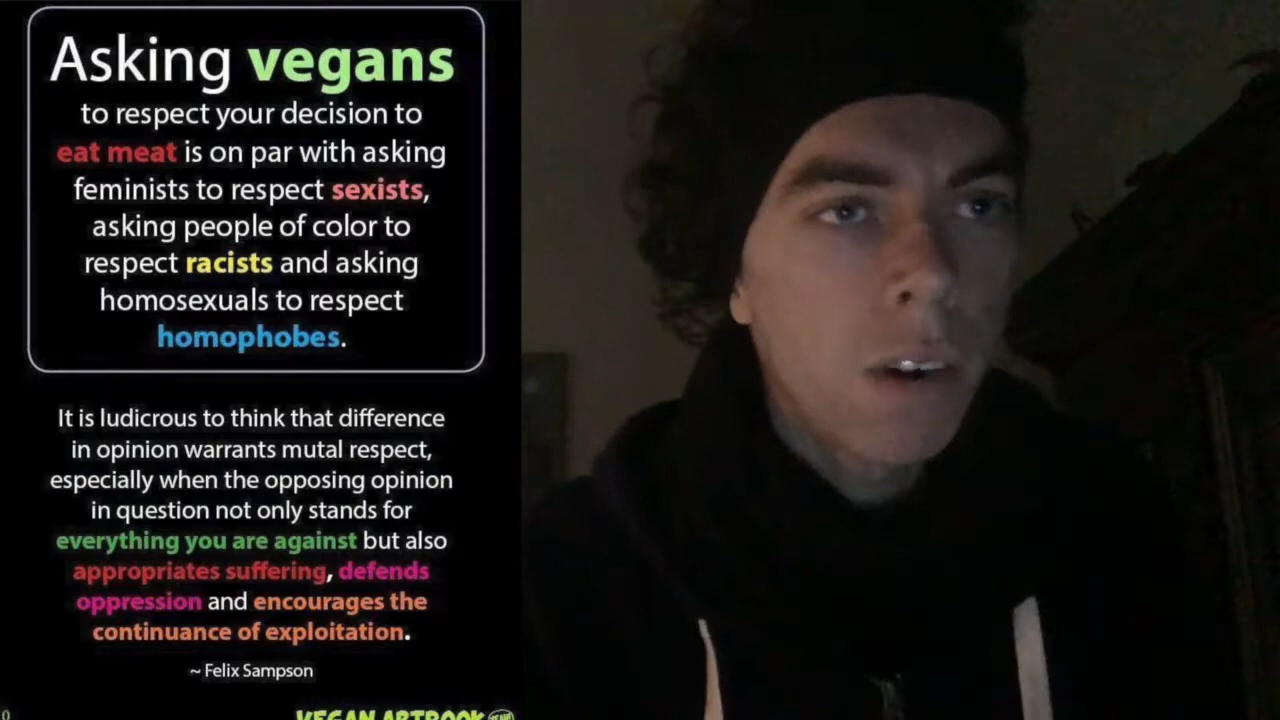 Asking vegans
to respect your decision to
eat meat is on par with asking
feminists to respect sexists,
asking people of color to
respect racists and asking
homosexuals to respect
homophobes.
It is ludicrous to think that difference
in opinion warrants mutal respect,
especially when the opposing opinion
in question not only stands for
everything you are against but also
appropriates suffering, defends
oppression and encourages the
continuance of exploitation.
~ Felix Sampson
VEGAN ARTBOOK